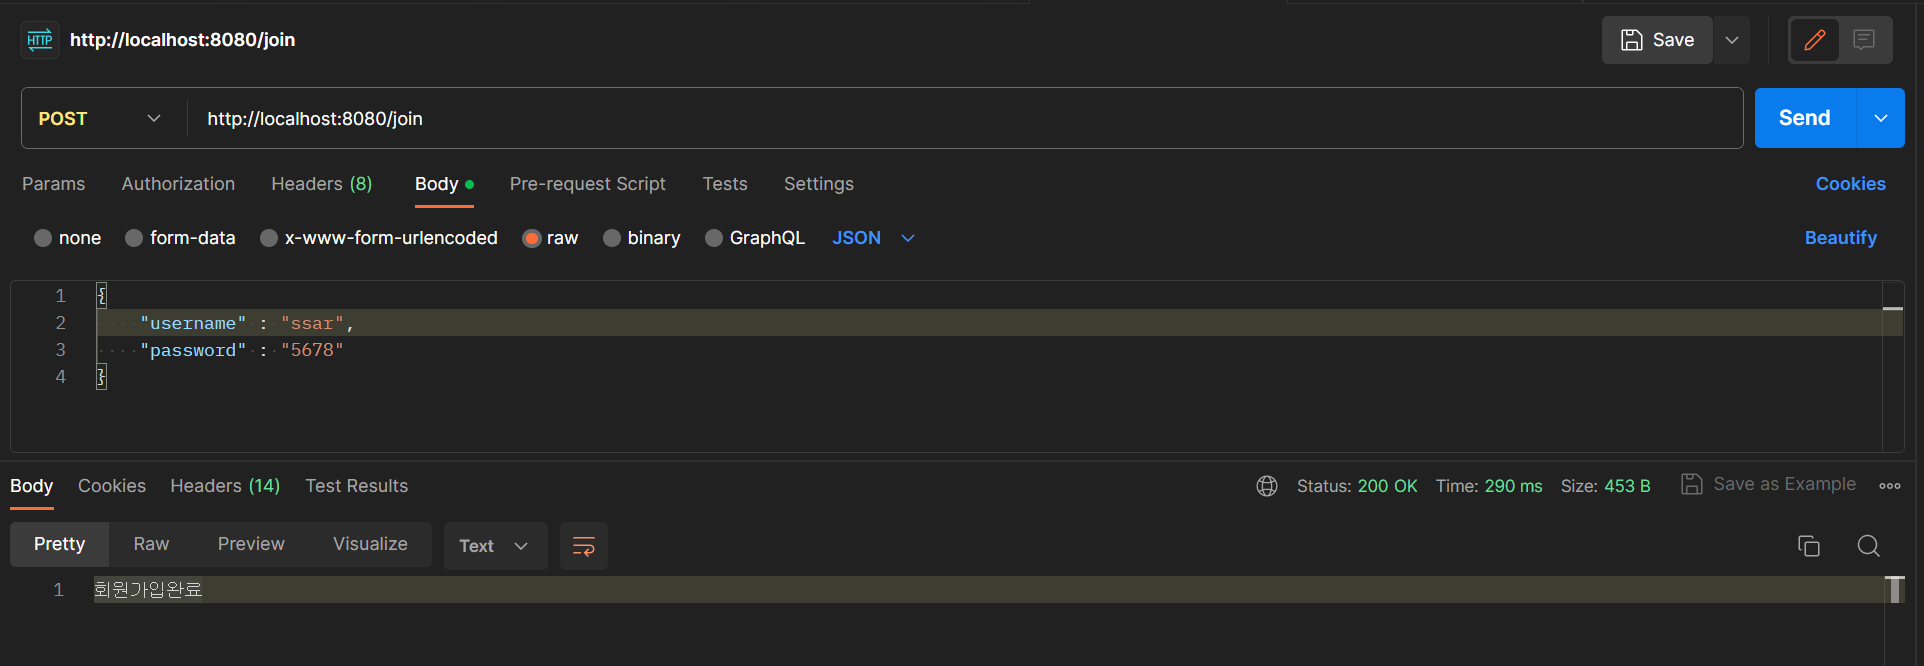 HTTP http://localhost:8080/join Save
POST http://localhost:8080/join Send
Params Authorization Headers (8) Body Pre-request Script Tests Settings Cookies
none form-data x-www-form-urlencoded raw binary GraphQL JSON Beautify
1 {
2 "username" : "ssar",
3 "password" : "5678"
4 }
Body Cookies Headers (14) Test Results Status: 200 OK Time: 290 ms Size: 453 B Save as Example
Pretty Raw Preview Visualize Text
1 회원가입완료